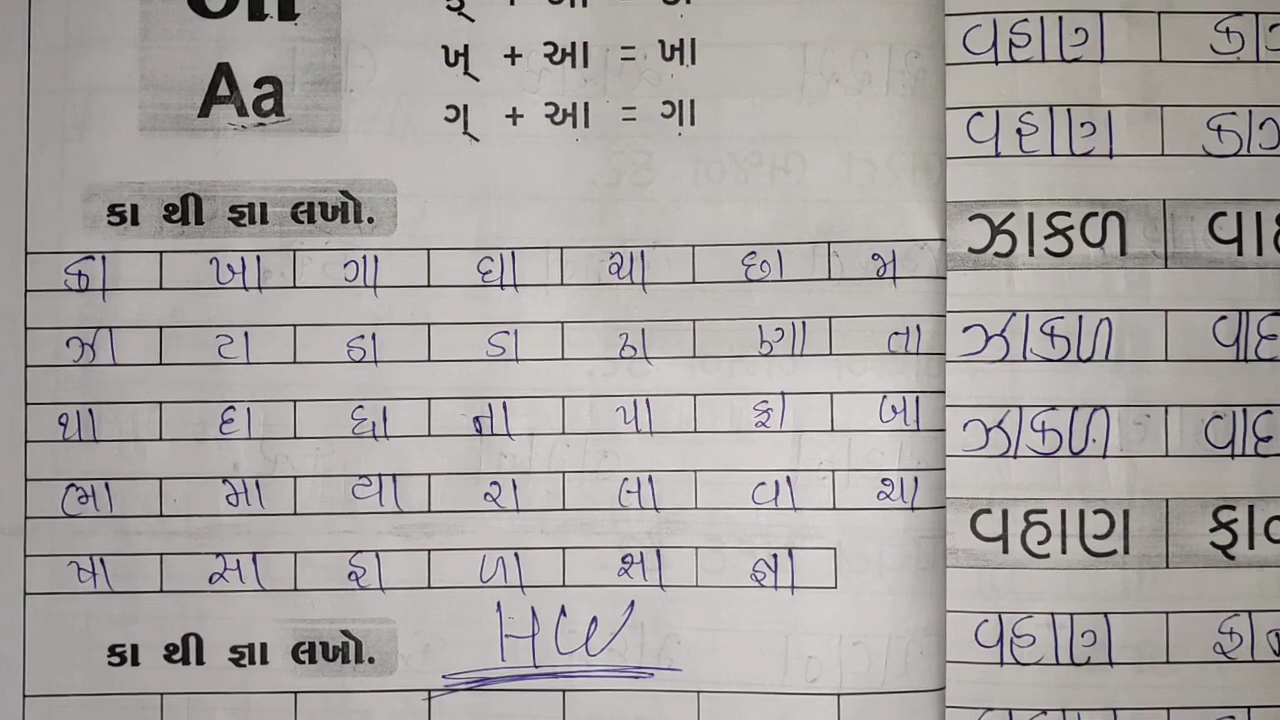 Aa
ખ્ + આ = ખા
ગ્ + આ = ગા
કા થી જ્ઞા લખો.
કા ખા ગા ઘા ચા છા જા
ઝા ટા ઠા ડા ઢા ણા તા
થા દા ધા ના પા ફા બા
ભા મા યા રા લા વા શા
ષા સા હા ળા ક્ષા જ્ઞા
કા થી જ્ઞા લખો.
HW
વહાણ
વહાણ
ઝાકળ
ઝાકળ
ઝાકળ
વહાણ
વહાણ